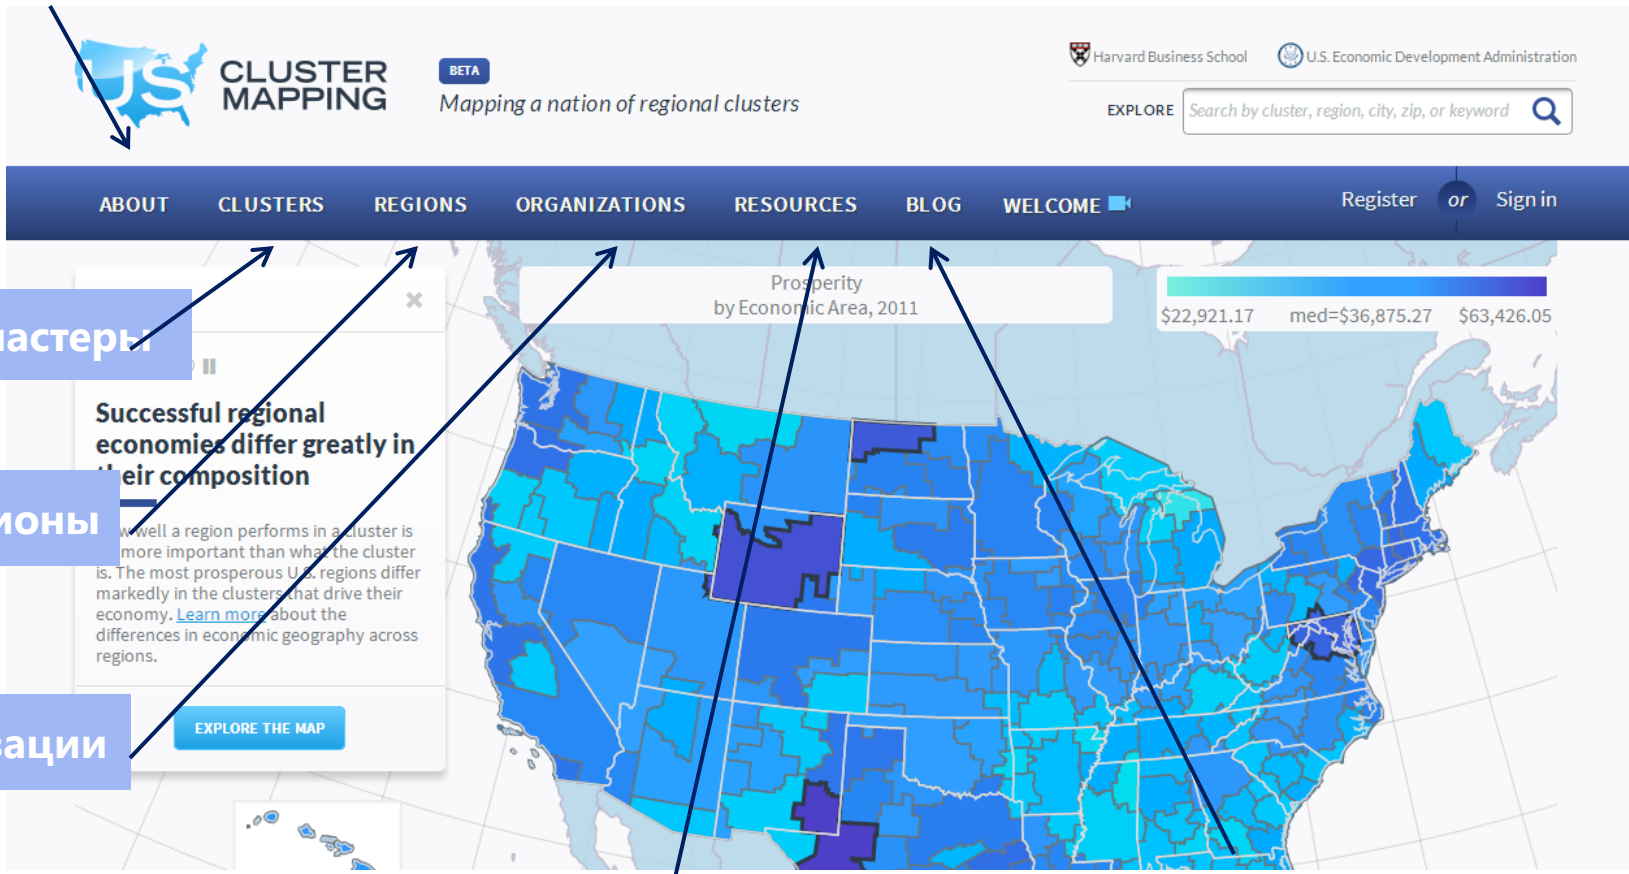 US
CLUSTER
MAPPING
BETA
Mapping a nation of regional clusters
Harvard Business School
U.S. Economic Development Administration
EXPLORE
Search by cluster, region, city, zip, or keyword
ABOUT
CLUSTERS
REGIONS
ORGANIZATIONS
RESOURCES
BLOG
WELCOME
Register or Sign in
Prosperity
by Economic Area, 2011
$22,921.17 med=$36,875.27 $63,426.05
Successful regional
economies differ greatly in
their composition
well a region performs in a cluster is
more important than what the cluster
is. The most prosperous U.S. regions differ
markedly in the clusters that drive their
economy. Learn more about the
differences in economic geography across
regions.
EXPLORE THE MAP